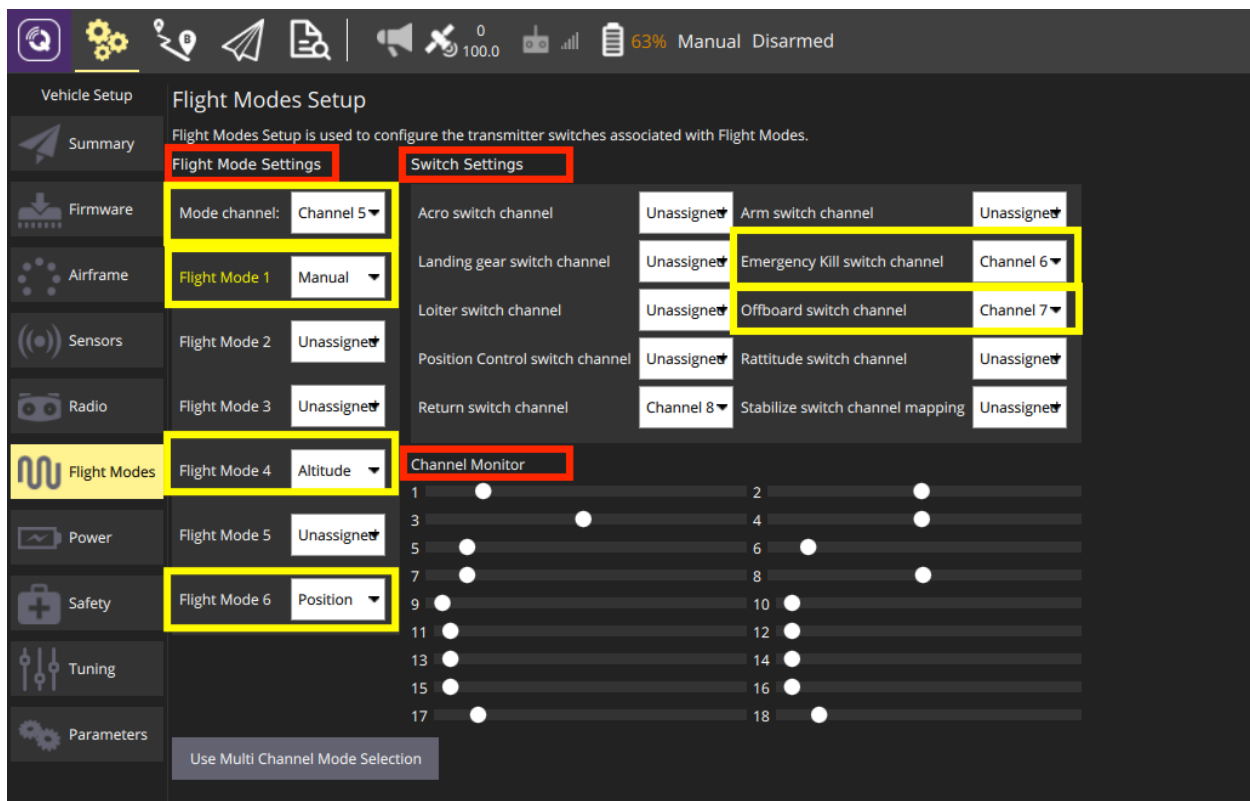 0
100.0
63% Manual Disarmed
Vehicle Setup
Summary
Firmware
Airframe
Sensors
Radio
Flight Modes
Power
Safety
Tuning
Parameters
Flight Modes Setup
Flight Modes Setup is used to configure the transmitter switches associated with Flight Modes.
Flight Mode Settings
Mode channel: Channel 5
Flight Mode 1 Manual
Flight Mode 2 Unassigned
Flight Mode 3 Unassigned
Flight Mode 4 Altitude
Flight Mode 5 Unassigned
Flight Mode 6 Position
Use Multi Channel Mode Selection
Switch Settings
Acro switch channel Unassigned Arm switch channel Unassigned
Landing gear switch channel Unassigned Emergency Kill switch channel Channel 6
Loiter switch channel Unassigned Offboard switch channel Channel 7
Position Control switch channel Unassigned Rattitude switch channel Unassigned
Return switch channel Channel 8 Stabilize switch channel mapping Unassigned
Channel Monitor
1 2
3 4
5 6
7 8
9 10
11 12
13 14
15 16
17 18